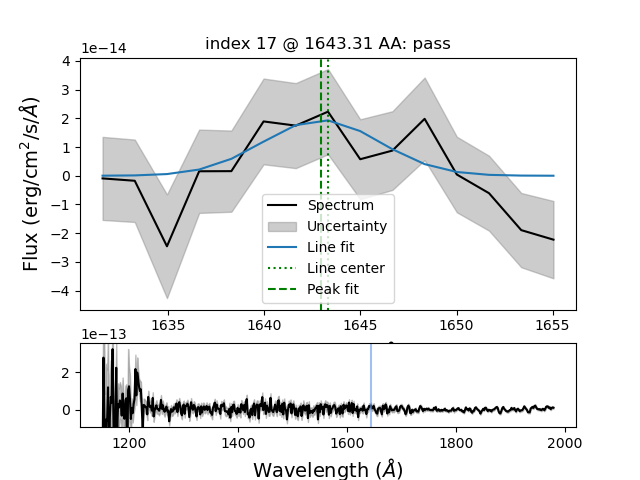 index 17 @ 1643.31 AA: pass
1e−14
4
3
2
1
0
−1
−2
−3
−4
Flux (erg/cm²/s/Å)
Spectrum
Uncertainty
Line fit
Line center
Peak fit
1635 1640 1645 1650 1655
1e−13
2
0
1200 1400 1600 1800 2000
Wavelength (Å)